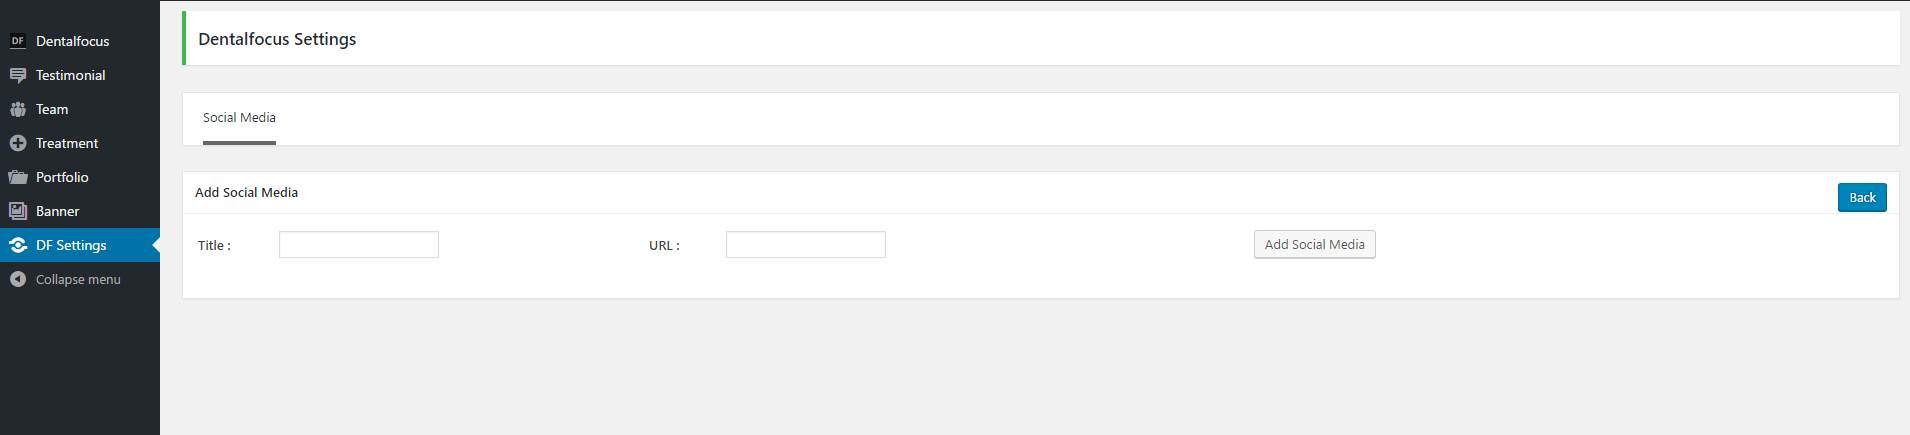 DF Dentalfocus
Testimonial
Team
Treatment
Portfolio
Banner
DF Settings
Collapse menu
Dentalfocus Settings
Social Media
Add Social Media
Back
Title :
URL :
Add Social Media